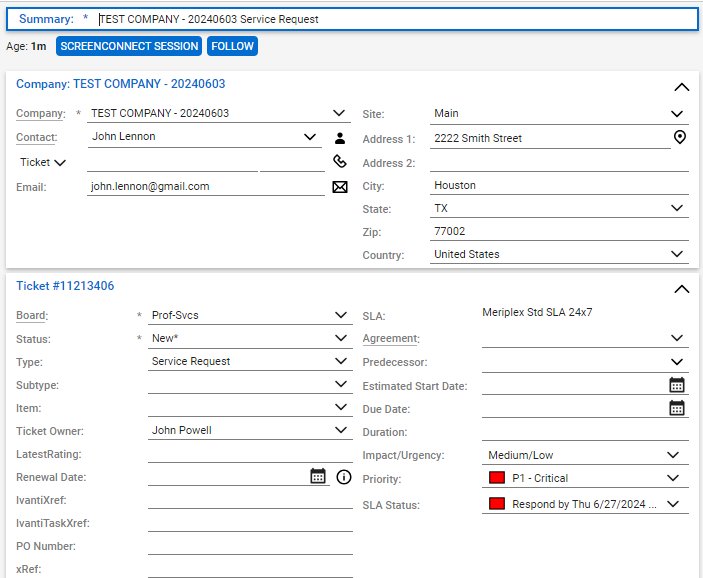 Summary: * TEST COMPANY - 20240603 Service Request
Age: 1m SCREENCONNECT SESSION FOLLOW
Company: TEST COMPANY - 20240603
Company: * TEST COMPANY - 20240603
Contact: John Lennon
Ticket
Email: john.lennon@gmail.com
Site: Main
Address 1: 2222 Smith Street
Address 2:
City: Houston
State: TX
Zip: 77002
Country: United States
Ticket #11213406
Board: * Prof-Svcs
Status: * New*
Type: Service Request
Subtype:
Item:
Ticket Owner: John Powell
LatestRating:
Renewal Date:
IvantiXref:
IvantiTaskXref:
PO Number:
xRef:
SLA: Meriplex Std SLA 24x7
Agreement:
Predecessor:
Estimated Start Date:
Due Date:
Duration:
Impact/Urgency: Medium/Low
Priority: P1 - Critical
SLA Status: Respond by Thu 6/27/2024 ...